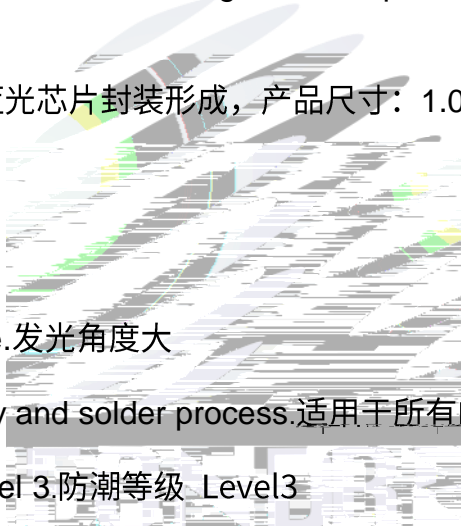 光芯片封装形成，产品尺寸：1.0
.发光角度大
and solder process.适用于所有
3.防潮等级 Level3